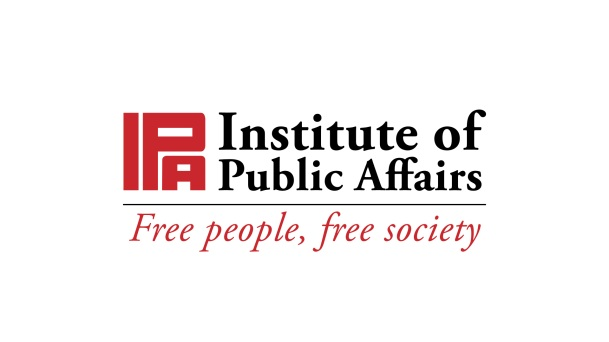 IPA
Institute of
Public Affairs
Free people, free society